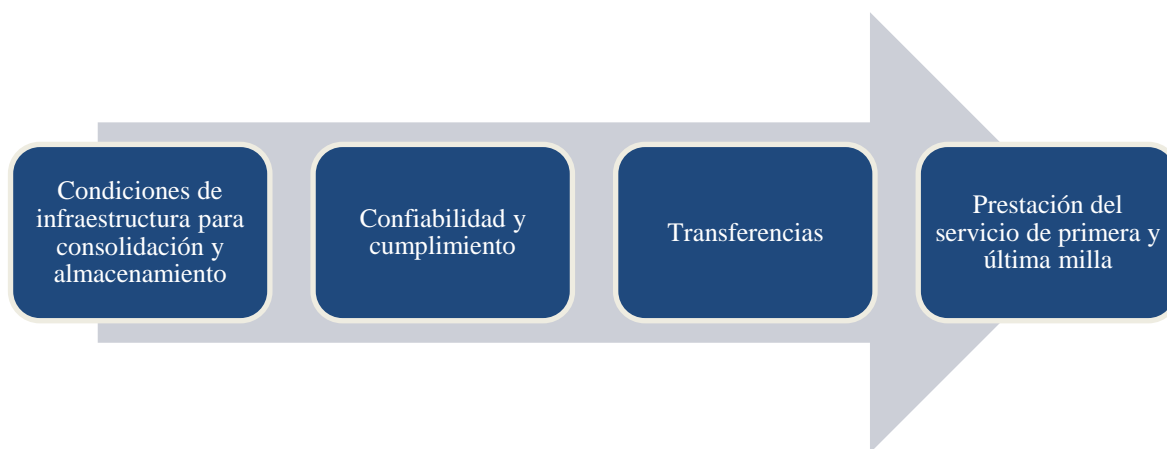 Condiciones de
infraestructura para
consolidación y
almacenamiento
Confiabilidad y
cumplimiento
Transferencias
Prestación del
servicio de primera y
última milla